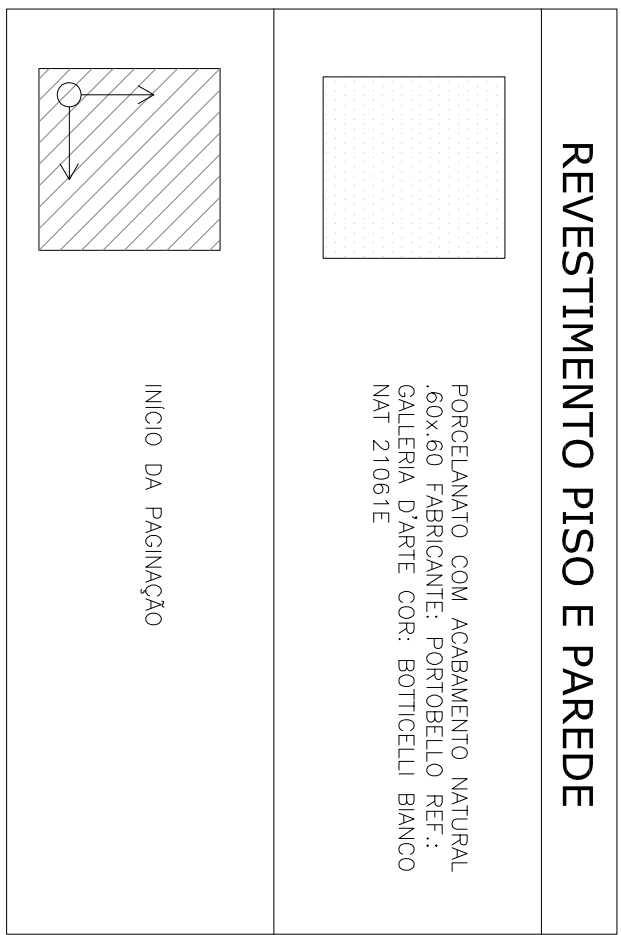 REVESTIMENTO PISO E PAREDE
PORCELANATO COM ACABAMENTO NATURAL
.60x.60 FABRICANTE: PORTOBELLO REF.:
GALLERIA D'ARTE COR: BOTTICELLI BIANCO
NAT 21061E
INÍCIO DA PAGINAÇÃO